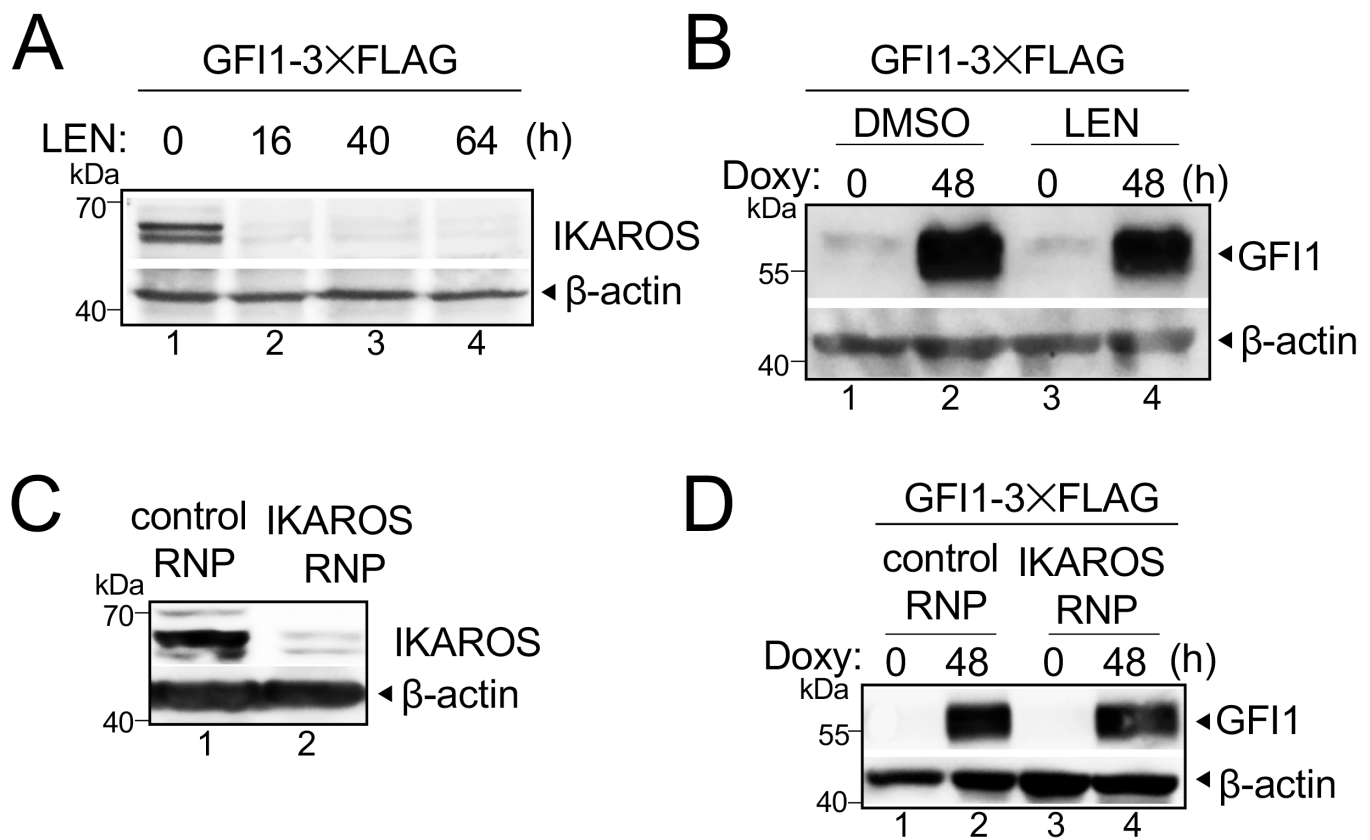 A
GFI1-3×FLAG
LEN: 0 16 40 64 (h)
kDa
70
IKAROS
β-actin
40
1 2 3 4
B
GFI1-3×FLAG
DMSO LEN
Doxy: 0 48 0 48 (h)
kDa
GFI1
55
β-actin
40
1 2 3 4
C
control IKAROS
RNP RNP
kDa
70
IKAROS
β-actin
40
1 2
D
GFI1-3×FLAG
control IKAROS
RNP RNP
Doxy: 0 48 0 48 (h)
kDa
GFI1
55
β-actin
40
1 2 3 4